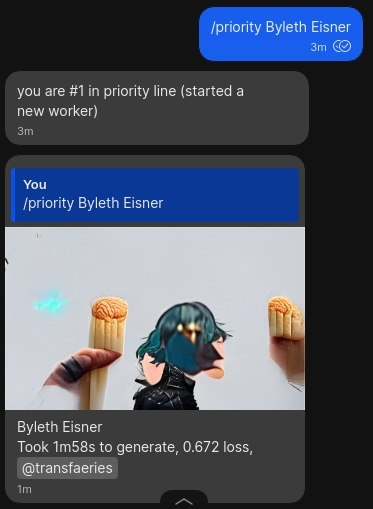 /priority Byleth Eisner
3m
you are #1 in priority line (started a
new worker)
3m
You
/priority Byleth Eisner
Byleth Eisner
Took 1m58s to generate, 0.672 loss,
@transfaeries
1m